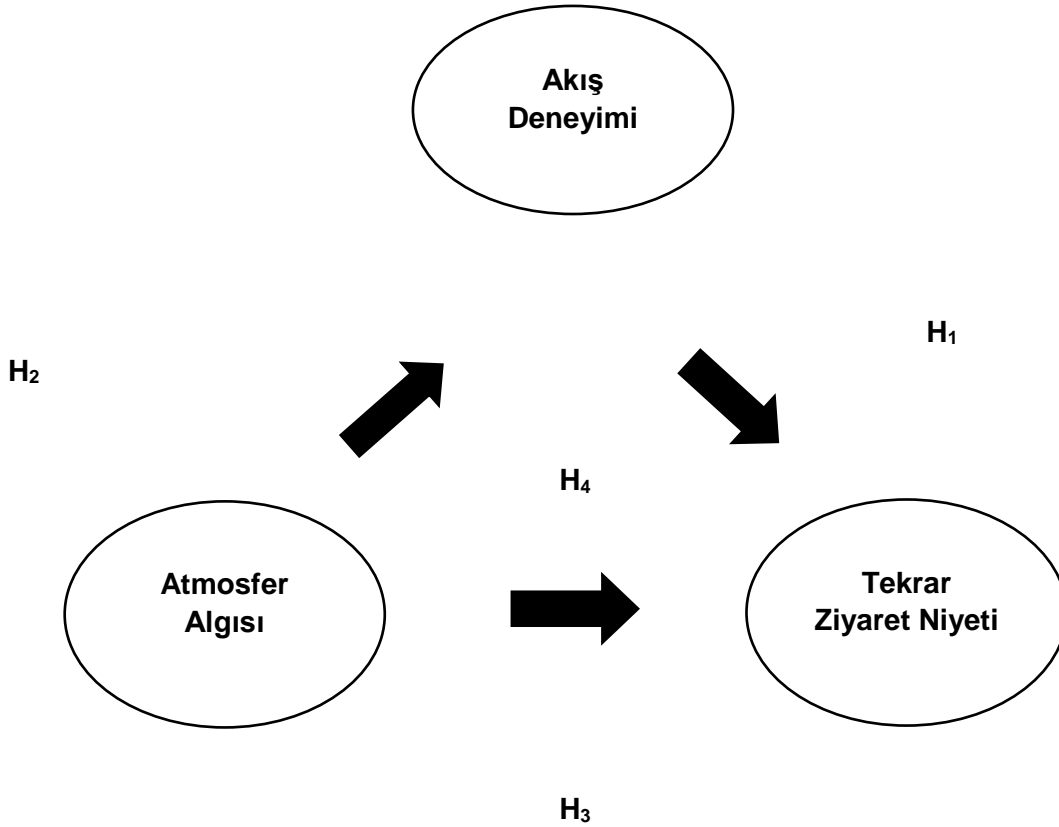 Akış
Deneyimi
H₁
H₂
H₄
Atmosfer
Algısı
Tekrar
Ziyaret Niyeti
H₃